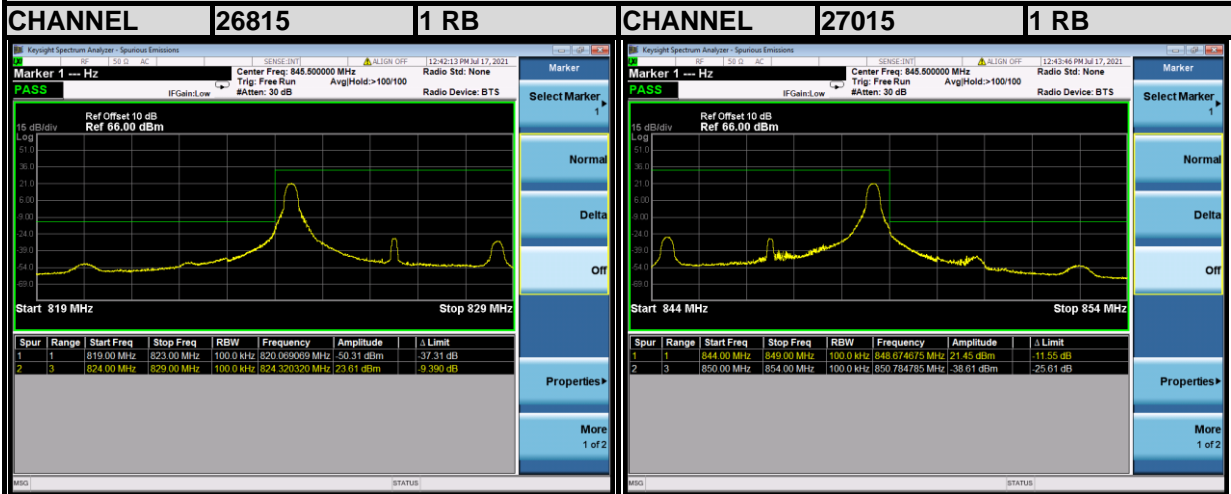 CHANNEL 26815 1 RB CHANNEL 27015 1 RB
Keysight Spectrum Analyzer - Spurious Emissions
RF 50 Ω AC SENSE:INT ALIGN OFF 12:42:13 PM Jul 17, 2021
Marker 1 --- Hz
Center Freq: 845.500000 MHz
Radio Std: None
Trig: Free Run Avg|Hold:>100/100
PASS
IFGain:Low #Atten: 30 dB Radio Device: BTS
Ref Offset 10 dB
15 dB/div Ref 66.00 dBm
Log
51.0
36.0
21.0
6.00
-9.00
-24.0
-39.0
-54.0
-69.0
Start 819 MHz Stop 829 MHz
Spur Range Start Freq Stop Freq RBW Frequency Amplitude Δ Limit
1 1 819.00 MHz 823.00 MHz 100.0 kHz 820.069069 MHz -50.31 dBm -37.31 dB
2 3 824.00 MHz 829.00 MHz 100.0 kHz 824.320320 MHz 23.61 dBm -9.390 dB
MSG STATUS
Marker
Select Marker
1
Normal
Delta
Off
Properties
More
1 of 2
Keysight Spectrum Analyzer - Spurious Emissions
RF 50 Ω AC SENSE:INT ALIGN OFF 12:43:46 PM Jul 17, 2021
Marker 1 --- Hz
Center Freq: 845.500000 MHz
Radio Std: None
Trig: Free Run Avg|Hold:>100/100
PASS
IFGain:Low #Atten: 30 dB Radio Device: BTS
Ref Offset 10 dB
15 dB/div Ref 66.00 dBm
Log
51.0
36.0
21.0
6.00
-9.00
-24.0
-39.0
-54.0
-69.0
Start 844 MHz Stop 854 MHz
Spur Range Start Freq Stop Freq RBW Frequency Amplitude Δ Limit
1 1 844.00 MHz 849.00 MHz 100.0 kHz 848.674675 MHz 21.45 dBm -11.55 dB
2 3 850.00 MHz 854.00 MHz 100.0 kHz 850.784785 MHz -38.61 dBm -25.61 dB
MSG STATUS
Marker
Select Marker
1
Normal
Delta
Off
Properties
More
1 of 2